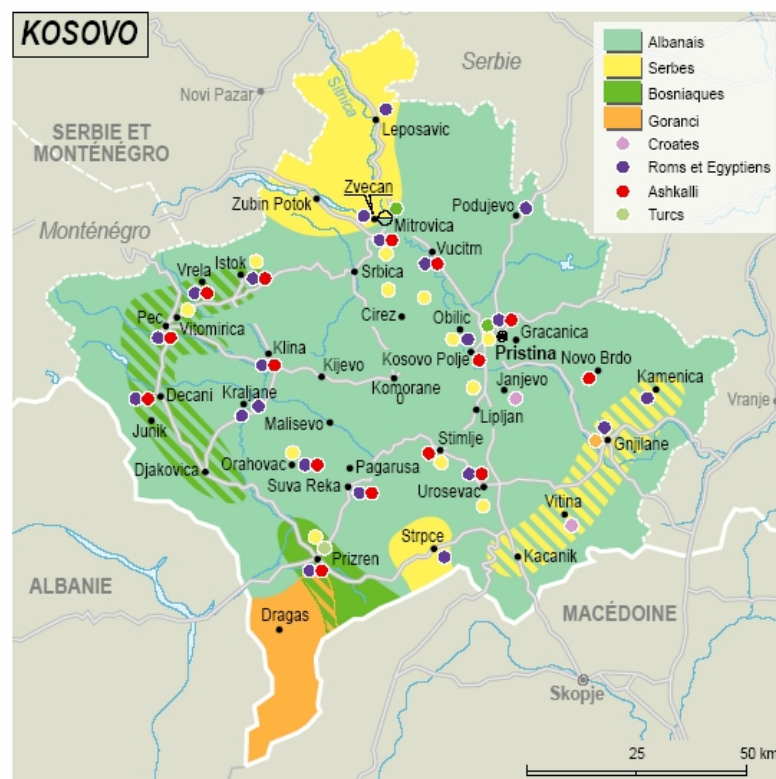 KOSOVO
Albanais
Serbes
Bosniaques
Goranci
Croates
Roms et Egyptiens
Ashkalli
Turcs
Serbie
Novi Pazar
Sitnica
Leposavic
SERBIE ET
MONTÉNÉGRO
Zvecan
Zubin Potok
Mitrovica
Podujevo
Monténégro
Vucitrn
Istok
Vrela
Srbica
Pec
Vitomirica
Cirez
Obilic
Gracanica
Pristina
Klina
Kijevo
Kosovo Polje
Novo Brdo
Komorane
0
Janjevo
Kamenica
Decani
Kraljane
Vranje
Junik
Malisevo
Lipljan
Gnjilane
Stimlje
Djakovica
Orahovac
Pagarusa
Suva Reka
Urosevac
Vitina
Strpce
Prizren
Kacanik
ALBANIE
Dragas
MACÉDOINE
Skopje
25
50 km